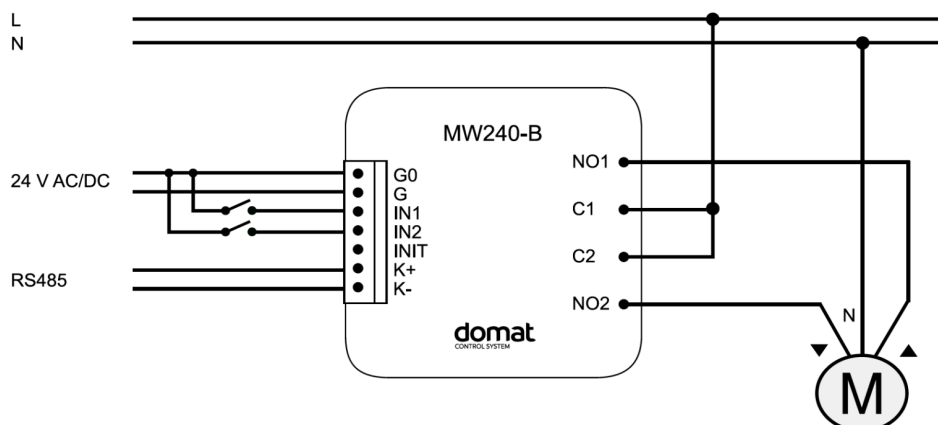 L
N
MW240-B
24 V AC/DC
G0
G
IN1
IN2
INIT
K+
K-
RS485
NO1
C1
C2
NO2
domat
CONTROL SYSTEM
N
M